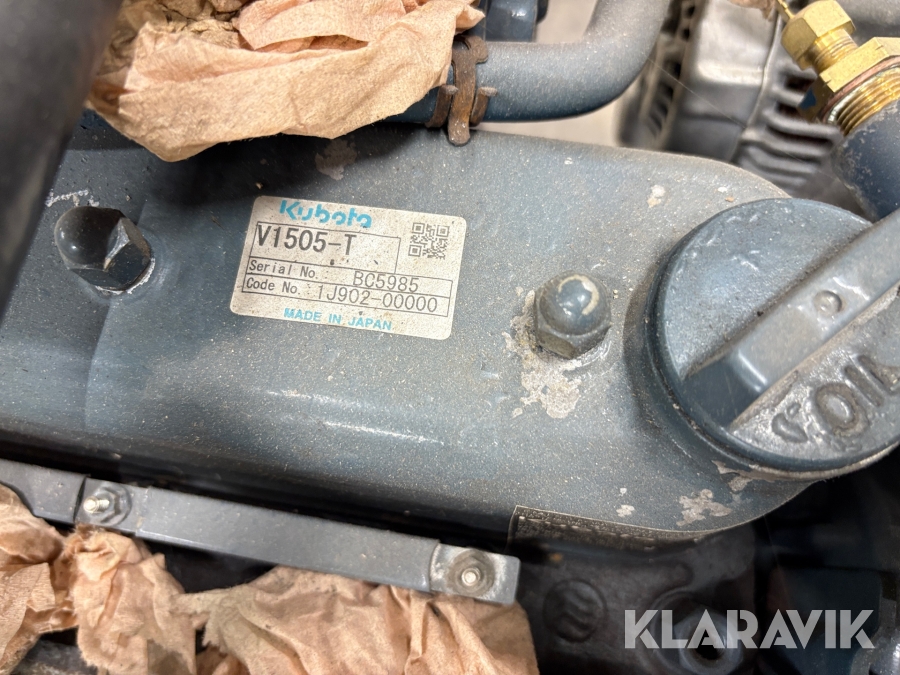 Kubota
V1505-T
Serial No. BC5985
Code No. 1J902-00000
MADE IN JAPAN
OIL
KLARAVIK